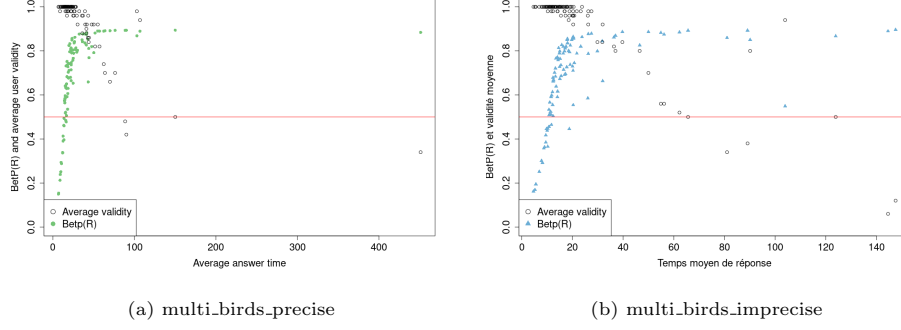 BetP(R) and average user validity
0.0 0.2 0.4 0.6 0.8 1.0
Average validity
Betp(R)
0 100 200 300 400
Average answer time
BetP(R) et validité moyenne
0.0 0.2 0.4 0.6 0.8 1.0
Average validity
Betp(R)
0 20 40 60 80 100 120 140
Temps moyen de réponse
(a) multi_birds_precise
(b) multi_birds_imprecise